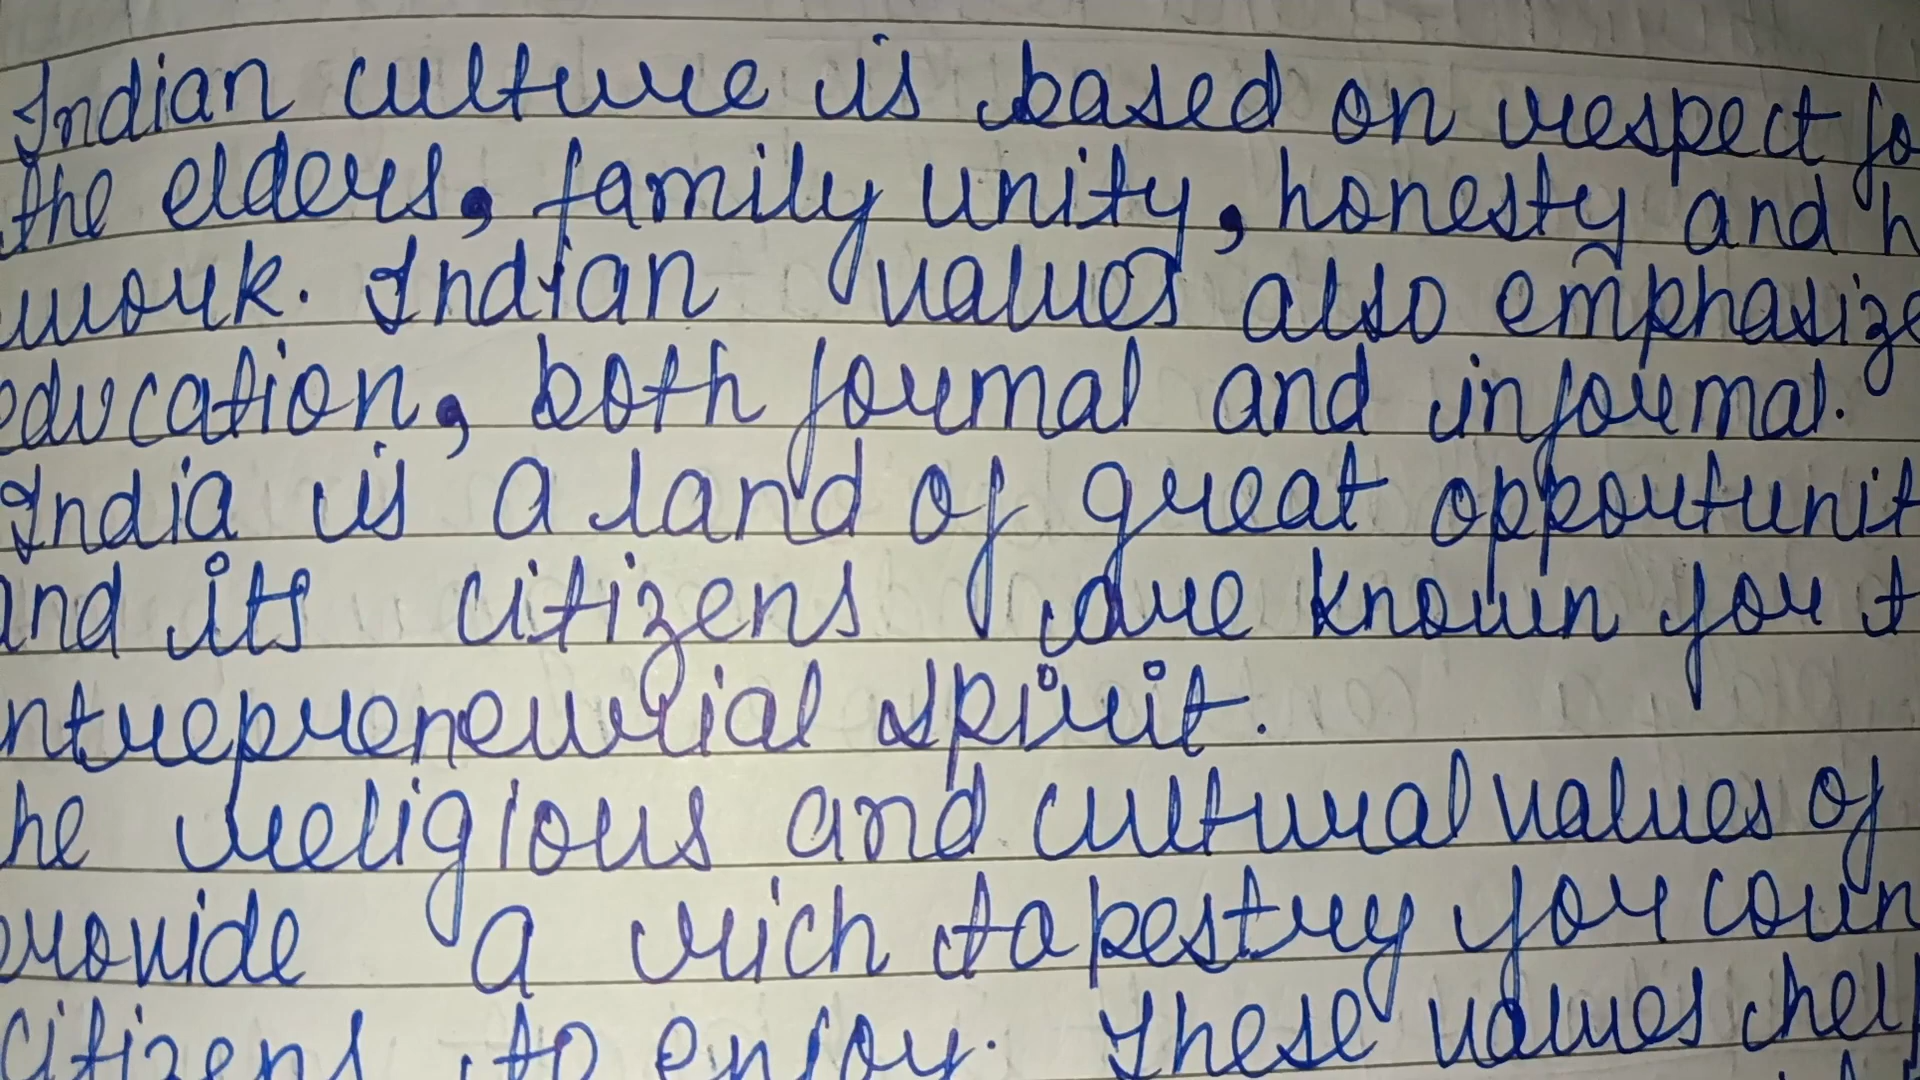 Indian culture is based on respect fo
the elders, family unity, honesty and h
work. Indian values also emphasize
education, both formal and informal.
India is a land of great opportunit
and its citizens are known for t
ntrepreneurial spirit.
he religious and cultural values of
provide a rich tapestry for coun
citizens to enjoy. These values help